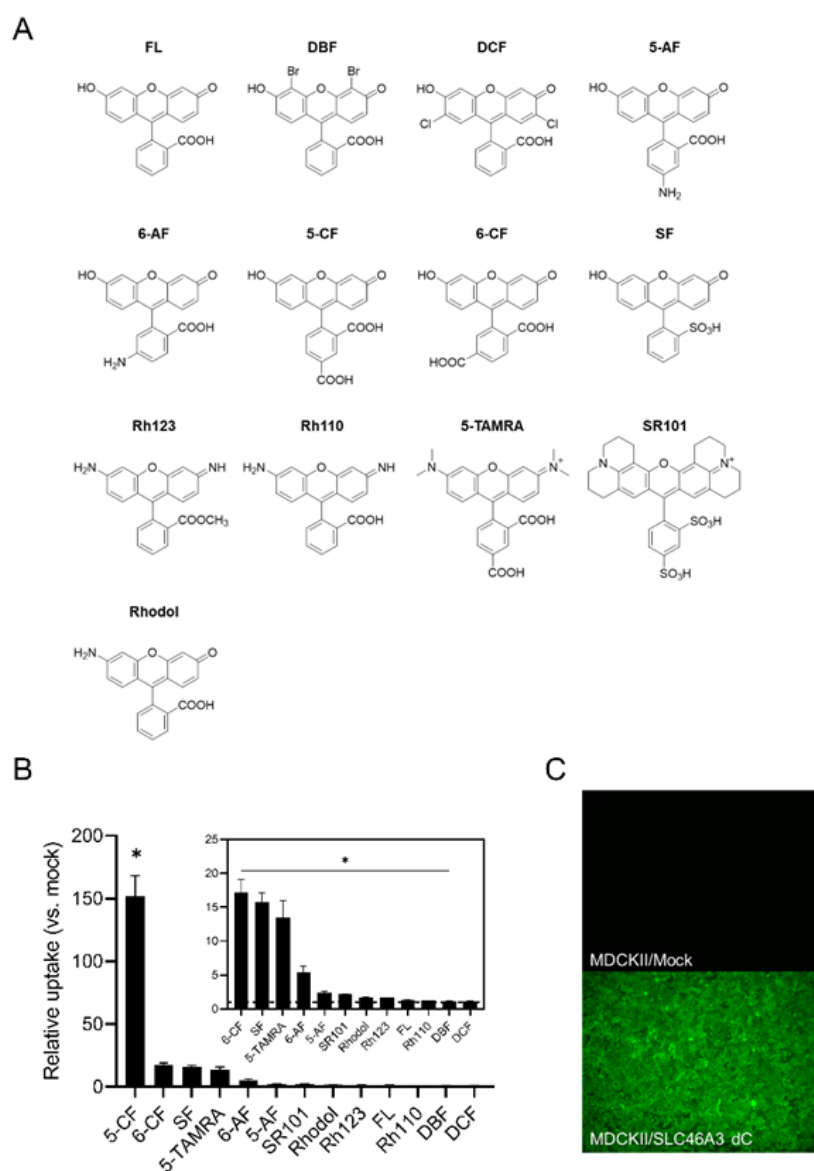 A
FL DBF DCF 5-AF
HO O O HO Br O Br O HO O O HO O O
Cl Cl
COOH COOH COOH COOH
NH2
6-AF 5-CF 6-CF SF
HO O O HO O O HO O O HO O O
COOH COOH COOH SO3H
H2N COOH HOOC
Rh123 Rh110 5-TAMRA SR101
H2N O NH H2N O NH N O N+ N O N+
COOCH3 COOH COOH SO3H
COOH SO3H
Rhodol
H2N O O
COOH
B
Relative uptake (vs. mock)
200
150
100
50
0
*
5-CF 6-CF SF 5-TAMRA 6-AF 5-AF SR101 Rhodol Rh123 FL Rh110 DBF DCF
25
20
15
10
5
0
*
6-CF SF 5-TAMRA 6-AF 5-AF SR101 Rhodol Rh123 FL Rh110 DBF DCF
C
MDCKII/Mock
MDCKII/SLC46A3 dC